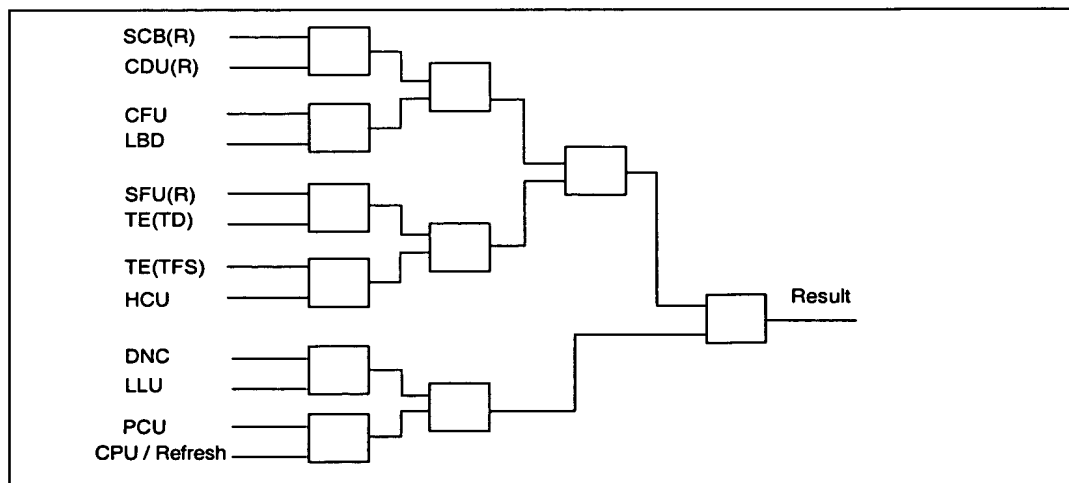 SCB(R)
CDU(R)
CFU
LBD
SFU(R)
TE(TD)
TE(TFS)
HCU
Result
DNC
LLU
PCU
CPU / Refresh